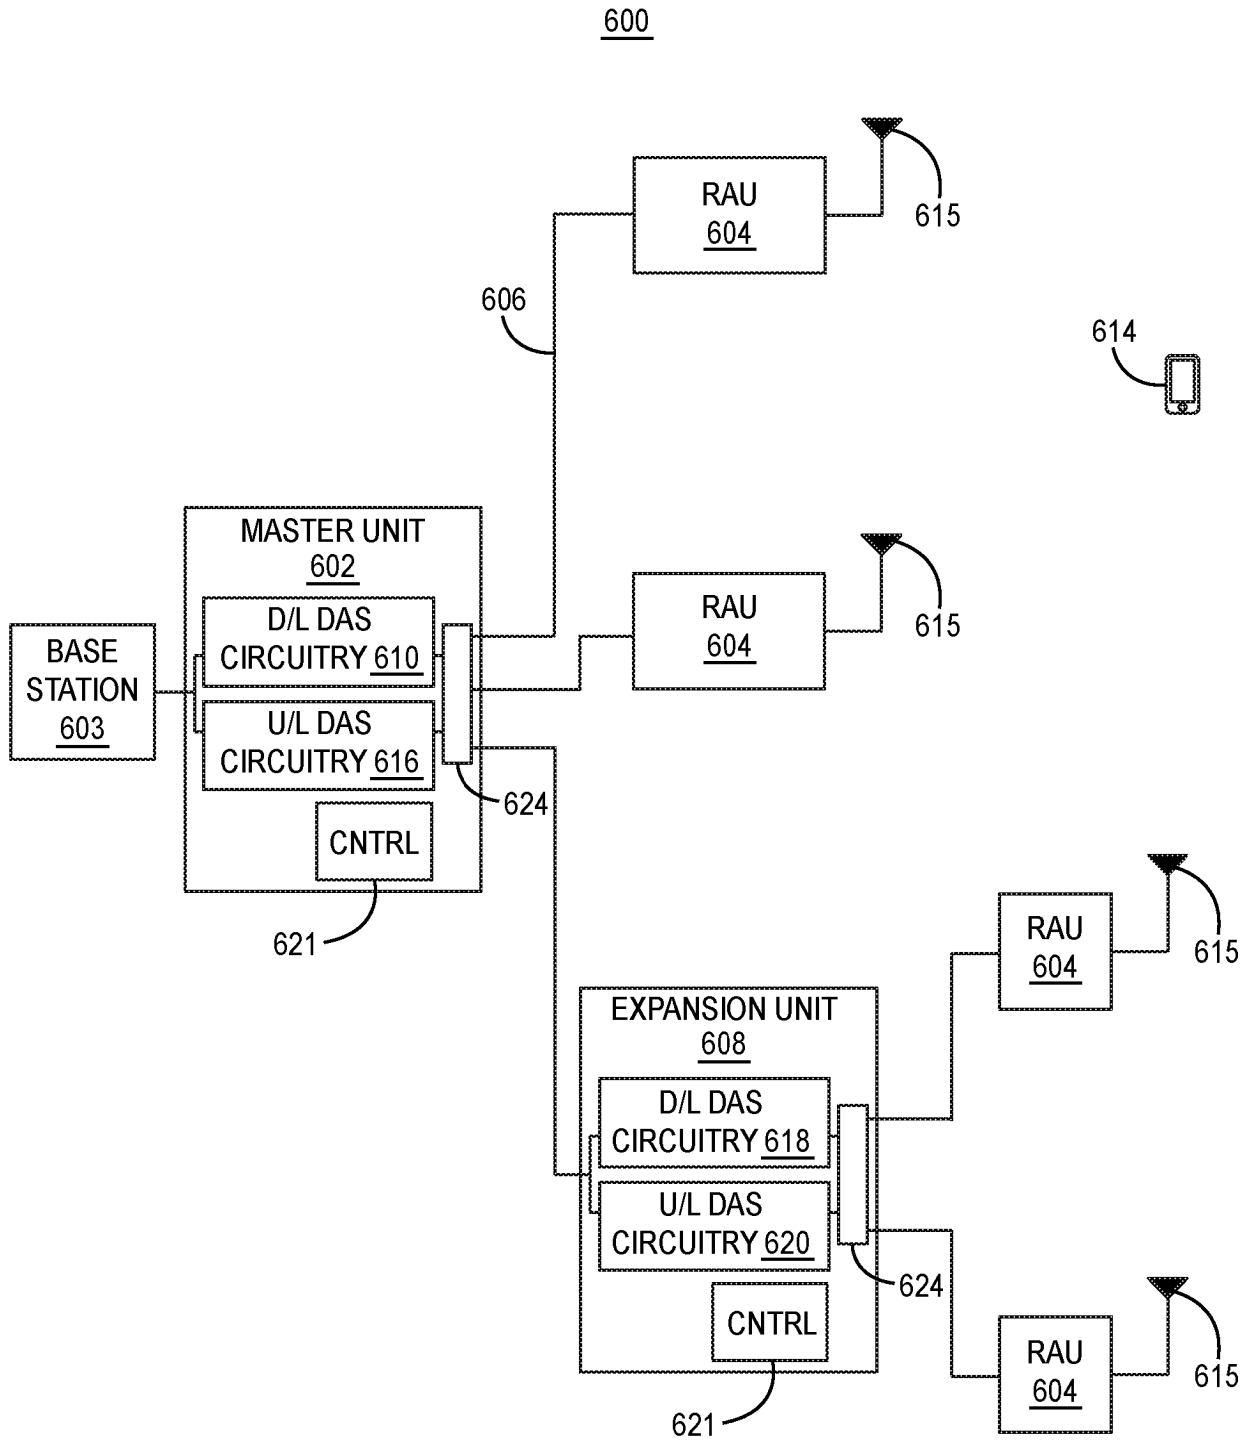 600
RAU
604
615
606
614
MASTER UNIT
602
D/L DAS
CIRCUITRY 610
U/L DAS
CIRCUITRY 616
CNTRL
624
621
BASE
STATION
603
RAU
604
615
EXPANSION UNIT
608
D/L DAS
CIRCUITRY 618
U/L DAS
CIRCUITRY 620
CNTRL
624
621
RAU
604
615
RAU
604
615